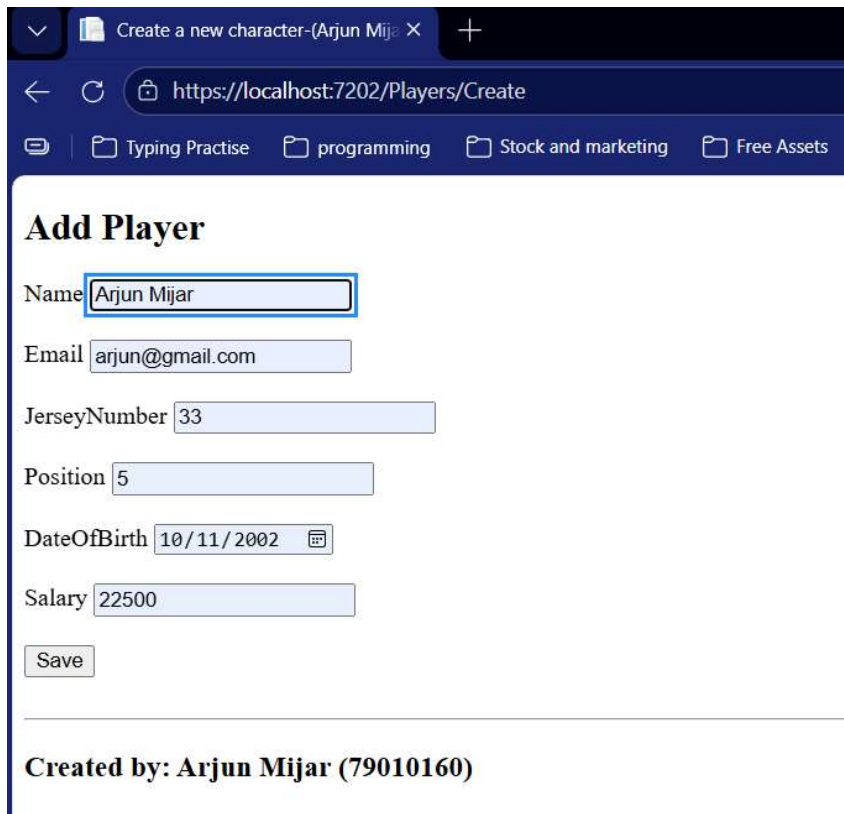 Create a new character-(Arjun Mija
https://localhost:7202/Players/Create
Typing Practise programming Stock and marketing Free Assets
Add Player
Name Arjun Mijar
Email arjun@gmail.com
JerseyNumber 33
Position 5
DateOfBirth 10/11/2002
Salary 22500
Save
Created by: Arjun Mijar (79010160)